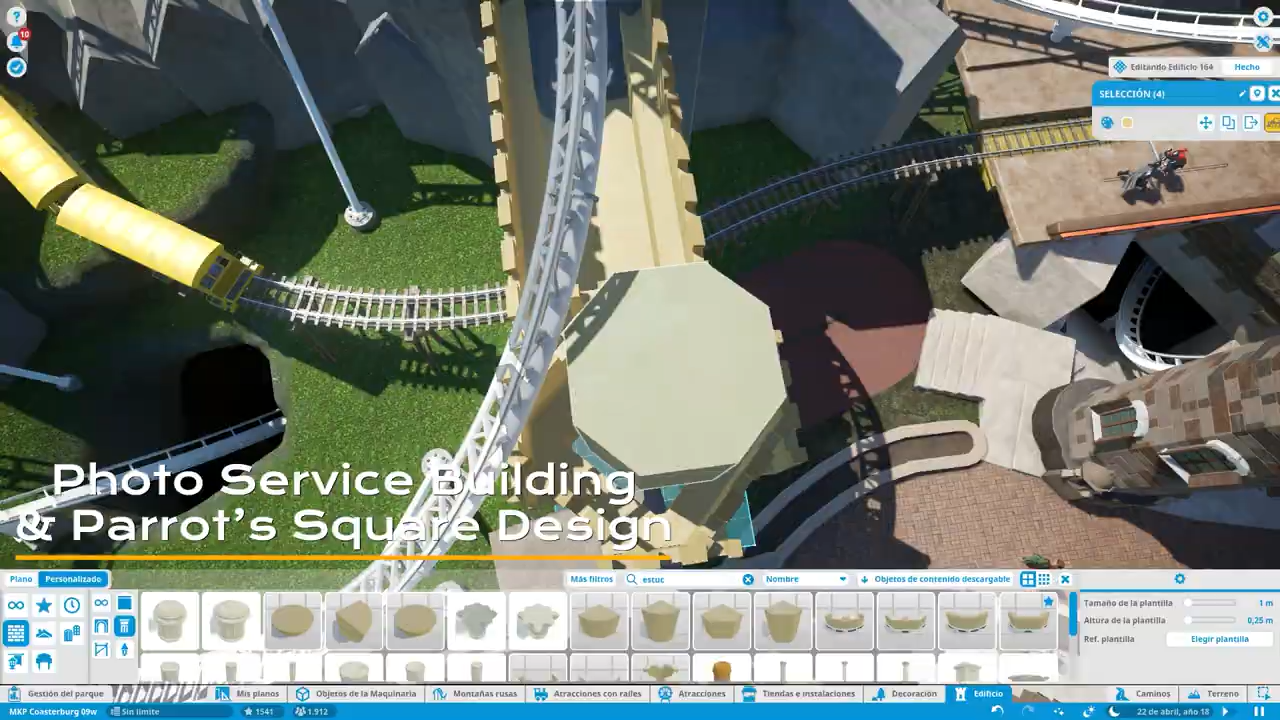 ?
10
Editando Edificio 164
Hecho
SELECCIÓN (4)
Photo Service Building
& Parrot's Square Design
Plano
Personalizado
Más filtros
estuc
Nombre
Objetos de contenido descargable
Tamaño de la plantilla
1 m
Altura de la plantilla
0,25 m
Ref. plantilla
Elegir plantilla
Gestión del parque
Mis planos
Objetos de la Maquinaria
Montañas rusas
Atracciones con raíles
Atracciones
Tiendas e instalaciones
Decoración
Edificio
Caminos
Terreno
MKP Coasterburg 09w
Sin límite
1541
1.912
22 de abril, año 18